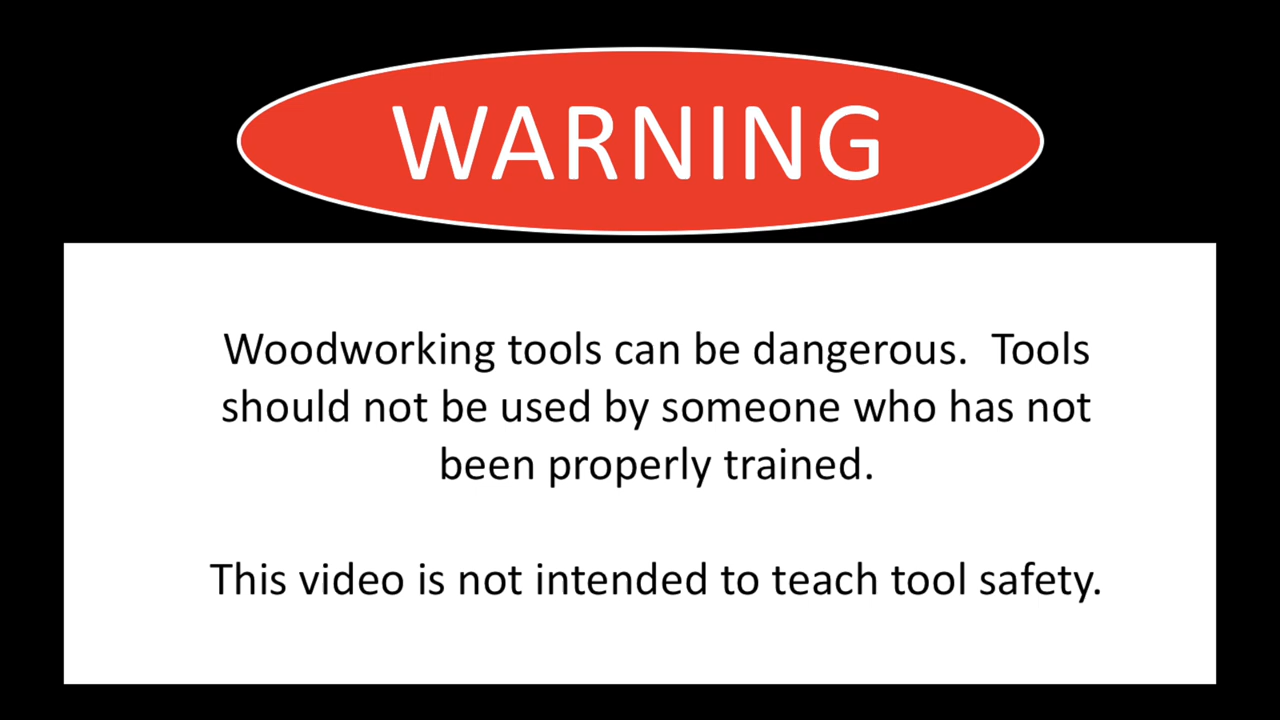 WARNING
Woodworking tools can be dangerous.  Tools
should not be used by someone who has not
been properly trained.
This video is not intended to teach tool safety.